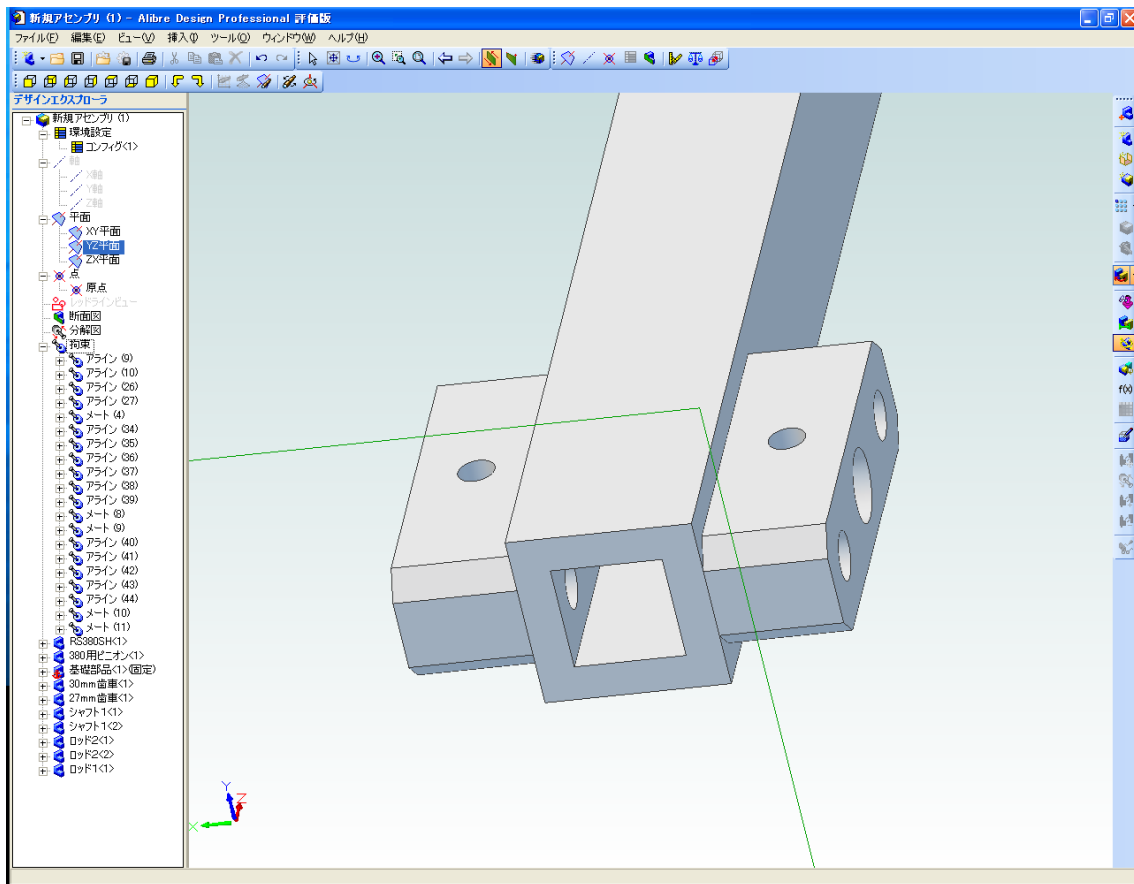 新規アセンブリ (1) - Alibre Design Professional 評価版
ファイル(F) 編集(E) ビュー(V) 挿入(I) ツール(O) ウィンドウ(W) ヘルプ(H)
デザインエクスプローラ
新規アセンブリ (1)
環境設定
コンフィグ<1>
軸
X軸
Y軸
Z軸
平面
XY平面
YZ平面
ZX平面
点
原点
レッドラインビュー
断面図
分解図
拘束
アライン (9)
アライン (10)
アライン (26)
アライン (27)
メート (4)
アライン (34)
アライン (35)
アライン (36)
アライン (37)
アライン (38)
アライン (39)
メート (8)
メート (9)
アライン (40)
アライン (41)
アライン (42)
アライン (43)
アライン (44)
メート (10)
メート (11)
RS380SH<1>
380用ピニオン<1>
基礎部品<1>(固定)
30mm歯車<1>
27mm歯車<1>
シャフト1<1>
シャフト1<2>
ロッド2<1>
ロッド2<2>
ロッド1<1>
f(x)
Y
Z
X